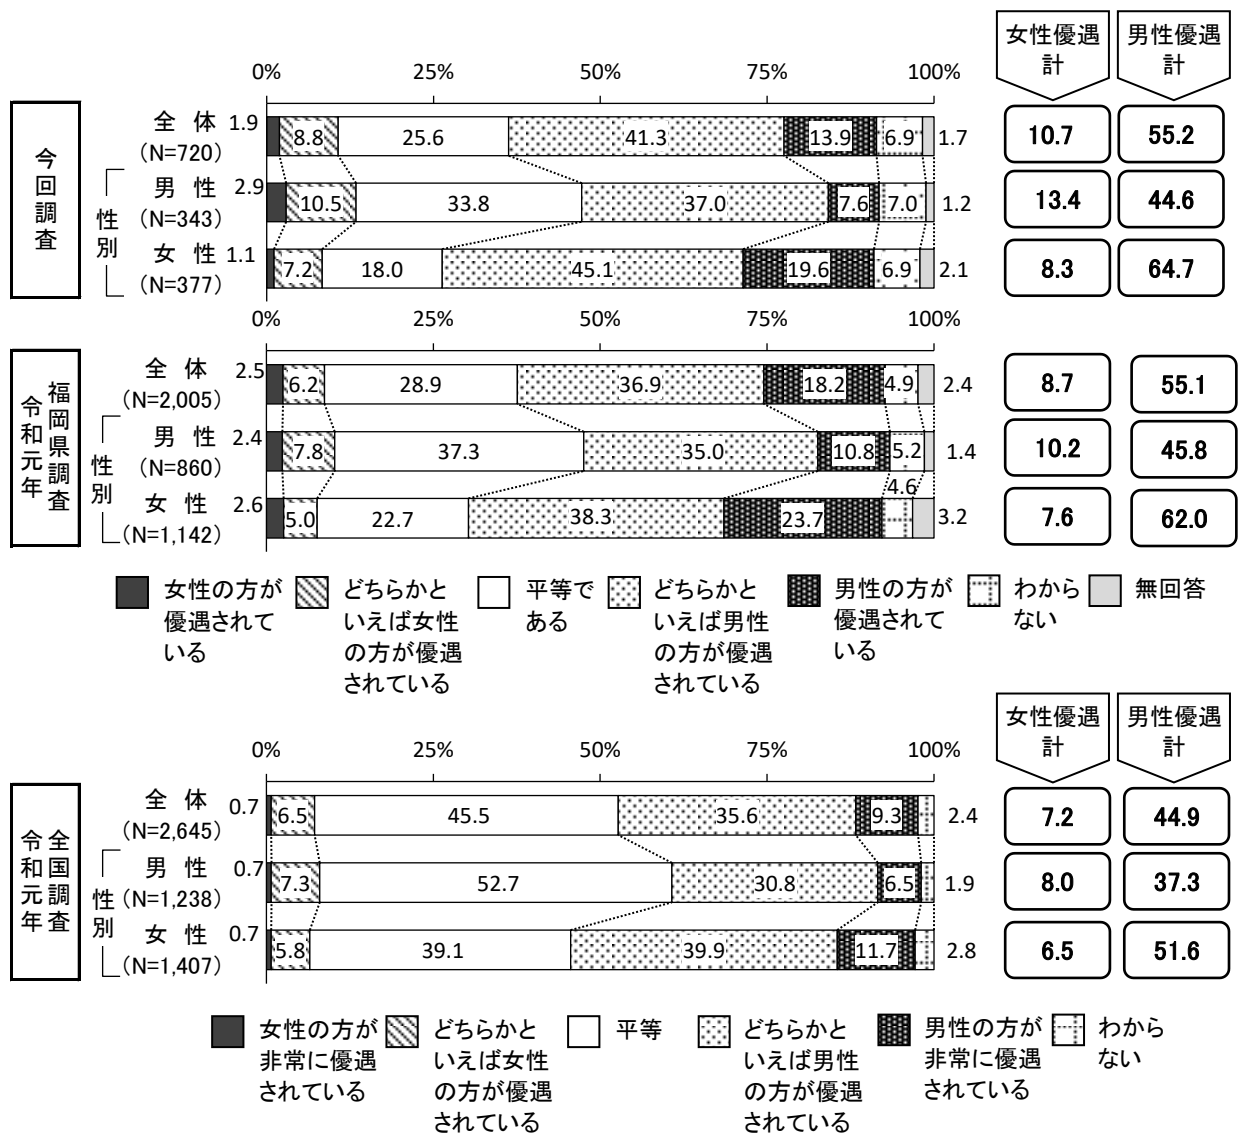 女性優遇 男性優遇
計 計
0% 25% 50% 75% 100%
今回調査
全 体 1.9 8.8 25.6 41.3 13.9 6.9 1.7 10.7 55.2
(N=720)
性別
男 性 2.9 10.5 33.8 37.0 7.6 7.0 1.2 13.4 44.6
(N=343)
女 性 1.1 7.2 18.0 45.1 19.6 6.9 2.1 8.3 64.7
(N=377)
0% 25% 50% 75% 100%
福岡県調査
令和元年
全 体 2.5 6.2 28.9 36.9 18.2 4.9 2.4 8.7 55.1
(N=2,005)
性別
男 性 2.4 7.8 37.3 35.0 10.8 5.2 1.4 10.2 45.8
(N=860)
女 性 2.6 5.0 22.7 38.3 23.7 4.6 3.2 7.6 62.0
(N=1,142)
女性の方が
優遇されて
いる
どちらかと
いえば女性
の方が優遇
されている
平等で
ある
どちらかと
いえば男性
の方が優遇
されている
男性の方が
優遇されて
いる
わから
ない
無回答
女性優遇 男性優遇
計 計
0% 25% 50% 75% 100%
全国調査
令和元年
全 体 0.7 6.5 45.5 35.6 9.3 2.4 7.2 44.9
(N=2,645)
性別
男 性 0.7 7.3 52.7 30.8 6.5 1.9 8.0 37.3
(N=1,238)
女 性 0.7 5.8 39.1 39.9 11.7 2.8 6.5 51.6
(N=1,407)
女性の方が
非常に優遇
されている
どちらかと
いえば女性
の方が優遇
されている
平等
どちらかと
いえば男性
の方が優遇
されている
男性の方が
非常に優遇
されている
わから
ない